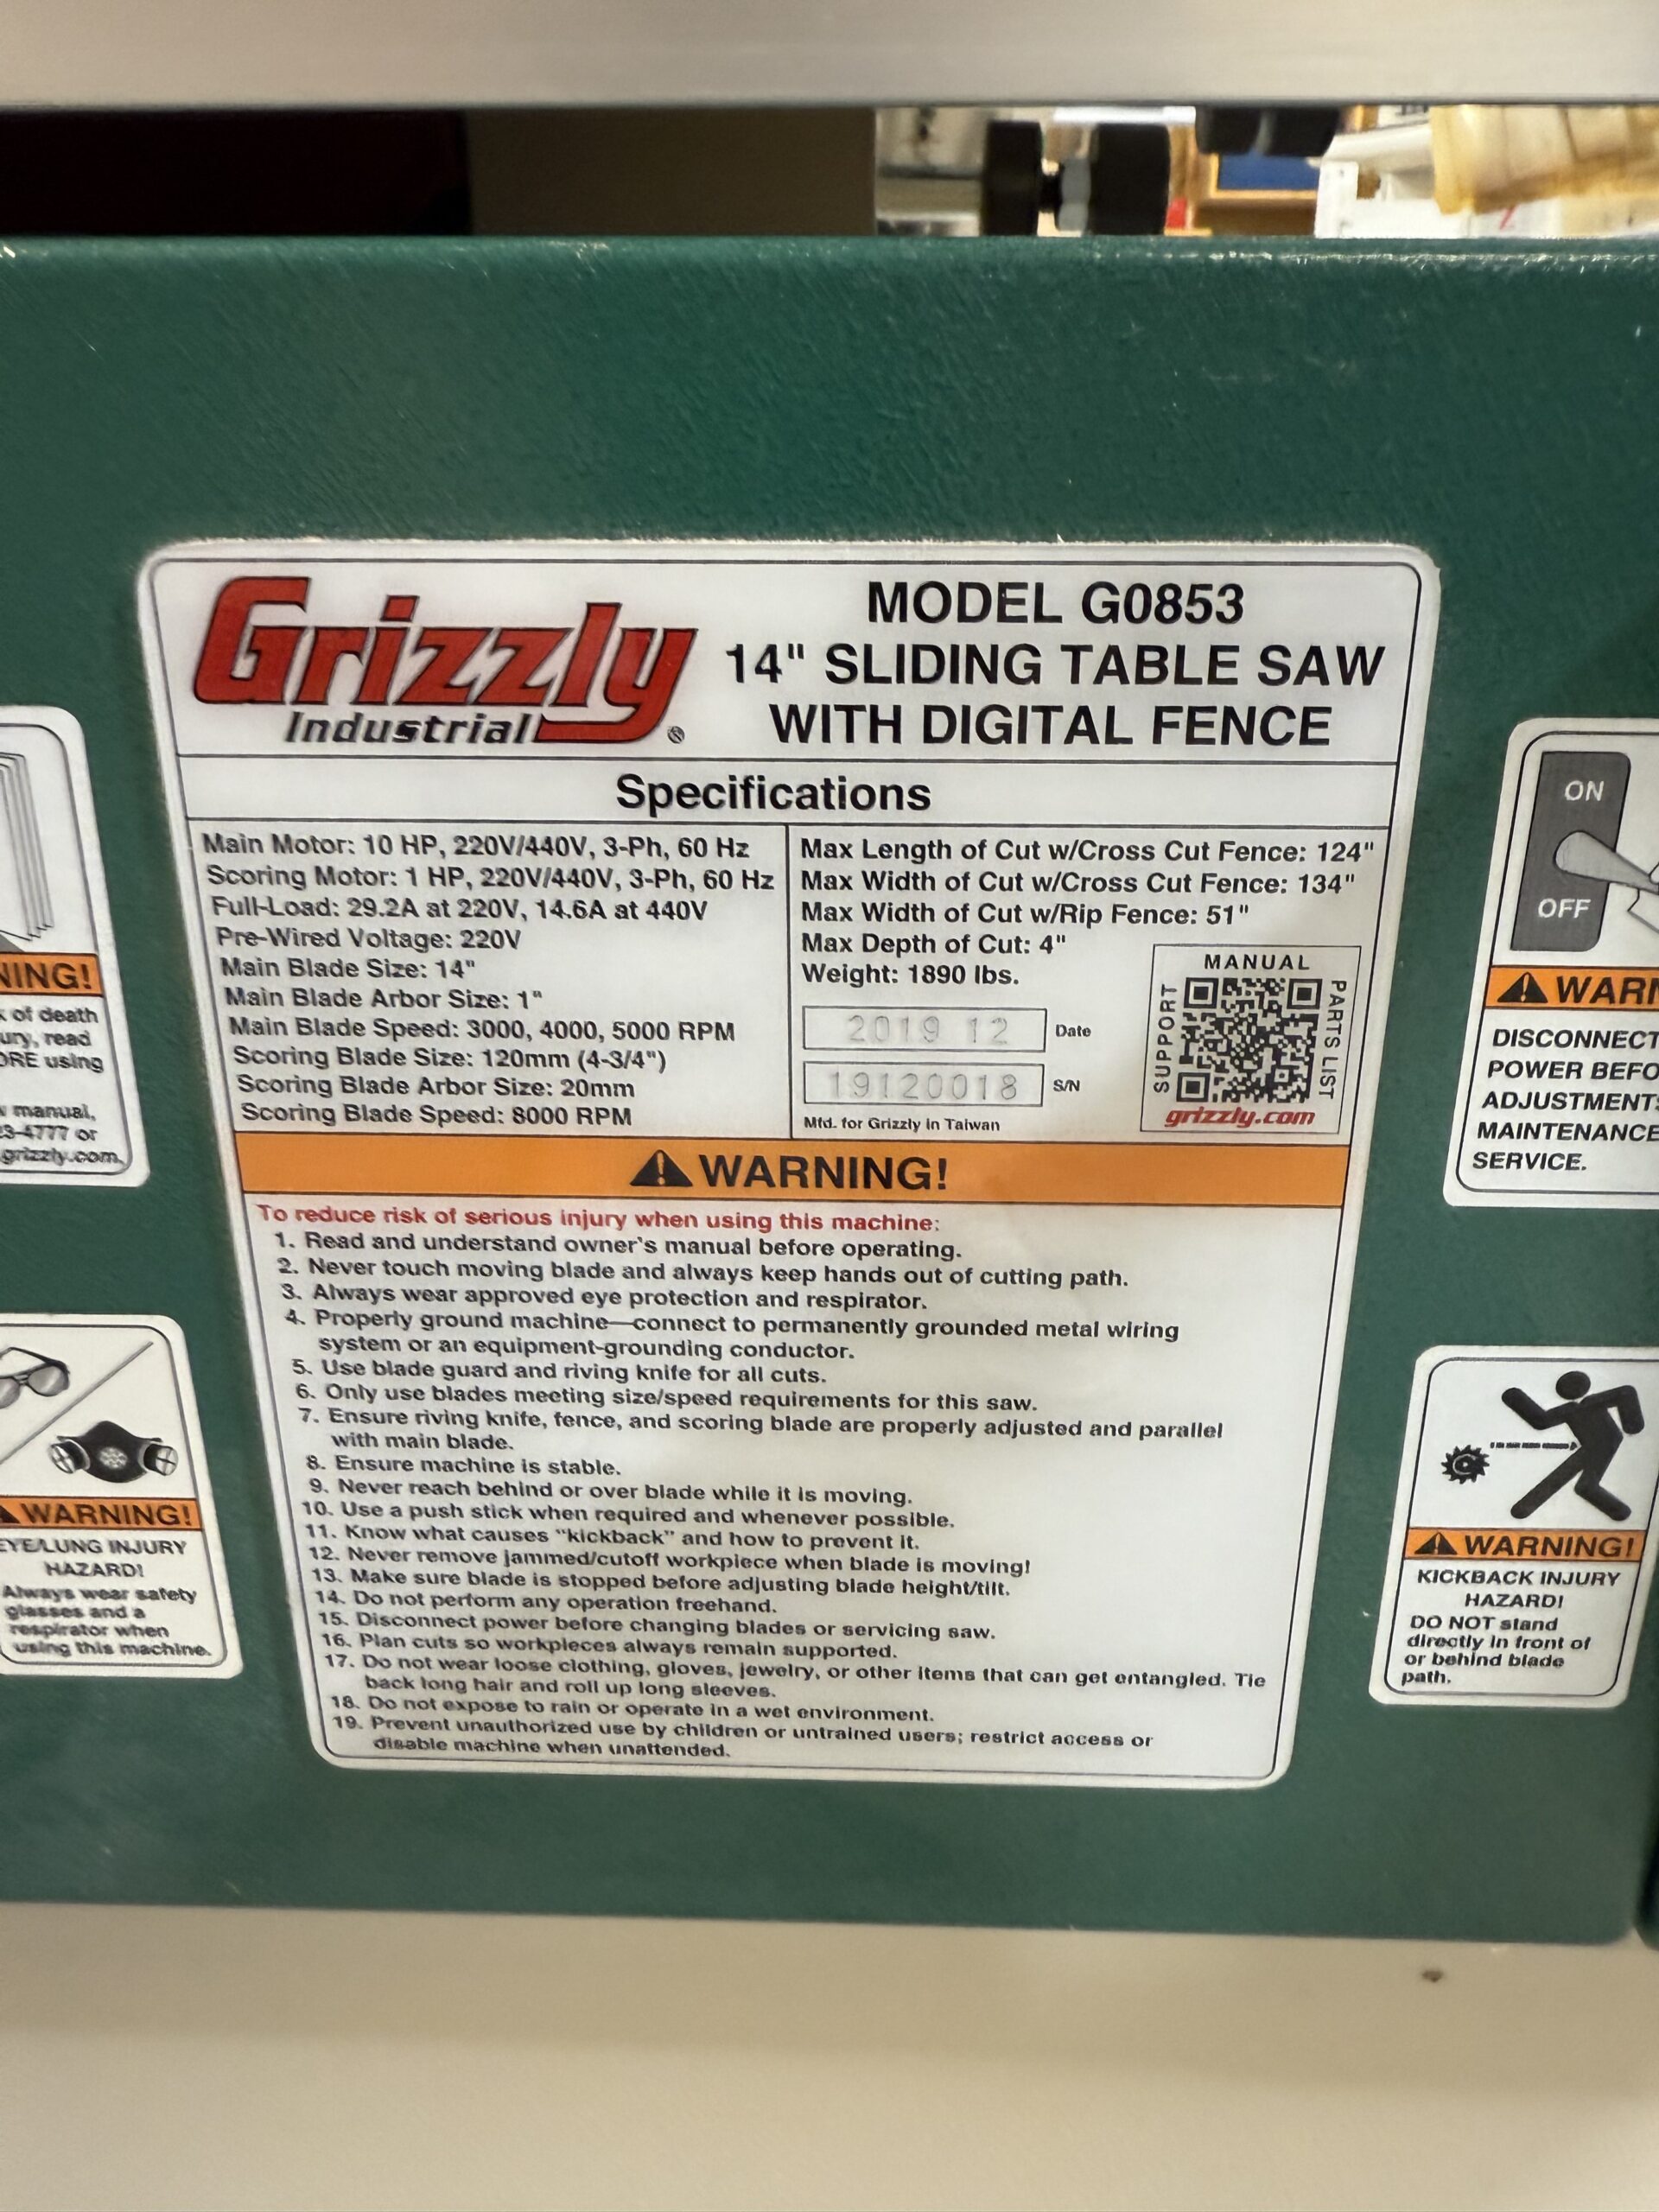 Grizzly
Industrial®
MODEL G0853
14" SLIDING TABLE SAW
WITH DIGITAL FENCE
Specifications
Main Motor: 10 HP, 220V/440V, 3-Ph, 60 Hz
Scoring Motor: 1 HP, 220V/440V, 3-Ph, 60 Hz
Full-Load: 29.2A at 220V, 14.6A at 440V
Pre-Wired Voltage: 220V
Main Blade Size: 14"
Main Blade Arbor Size: 1"
Main Blade Speed: 3000, 4000, 5000 RPM
Scoring Blade Size: 120mm (4-3/4")
Scoring Blade Arbor Size: 20mm
Scoring Blade Speed: 8000 RPM
Max Length of Cut w/Cross Cut Fence: 124"
Max Width of Cut w/Cross Cut Fence: 134"
Max Width of Cut w/Rip Fence: 51"
Max Depth of Cut: 4"
Weight: 1890 lbs.
2019 12 Date
19120018 S/N
Mfd. for Grizzly in Taiwan
MANUAL
SUPPORT
PARTS LIST
grizzly.com
WARNING!
To reduce risk of serious injury when using this machine:
1. Read and understand owner's manual before operating.
2. Never touch moving blade and always keep hands out of cutting path.
3. Always wear approved eye protection and respirator.
4. Properly ground machine—connect to permanently grounded metal wiring
system or an equipment-grounding conductor.
5. Use blade guard and riving knife for all cuts.
6. Only use blades meeting size/speed requirements for this saw.
7. Ensure riving knife, fence, and scoring blade are properly adjusted and parallel
with main blade.
8. Ensure machine is stable.
9. Never reach behind or over blade while it is moving.
10. Use a push stick when required and whenever possible.
11. Know what causes "kickback" and how to prevent it.
12. Never remove jammed/cutoff workpiece when blade is moving!
13. Make sure blade is stopped before adjusting blade height/tilt.
14. Do not perform any operation freehand.
15. Disconnect power before changing blades or servicing saw.
16. Plan cuts so workpieces always remain supported.
17. Do not wear loose clothing, gloves, jewelry, or other items that can get entangled. Tie
back long hair and roll up long sleeves.
18. Do not expose to rain or operate in a wet environment.
19. Prevent unauthorized use by children or untrained users; restrict access or
disable machine when unattended.
NING!
of death
ury, read
ORE using
manual,
23-4777 or
grizzly.com.
WARNING!
EYE/LUNG INJURY
HAZARD!
Always wear safety
glasses and a
respirator when
using this machine.
ON
OFF
WARN
DISCONNECT
POWER BEFO
ADJUSTMENTS
MAINTENANCE
SERVICE.
WARNING!
KICKBACK INJURY
HAZARD!
DO NOT stand
directly in front of
or behind blade
path.